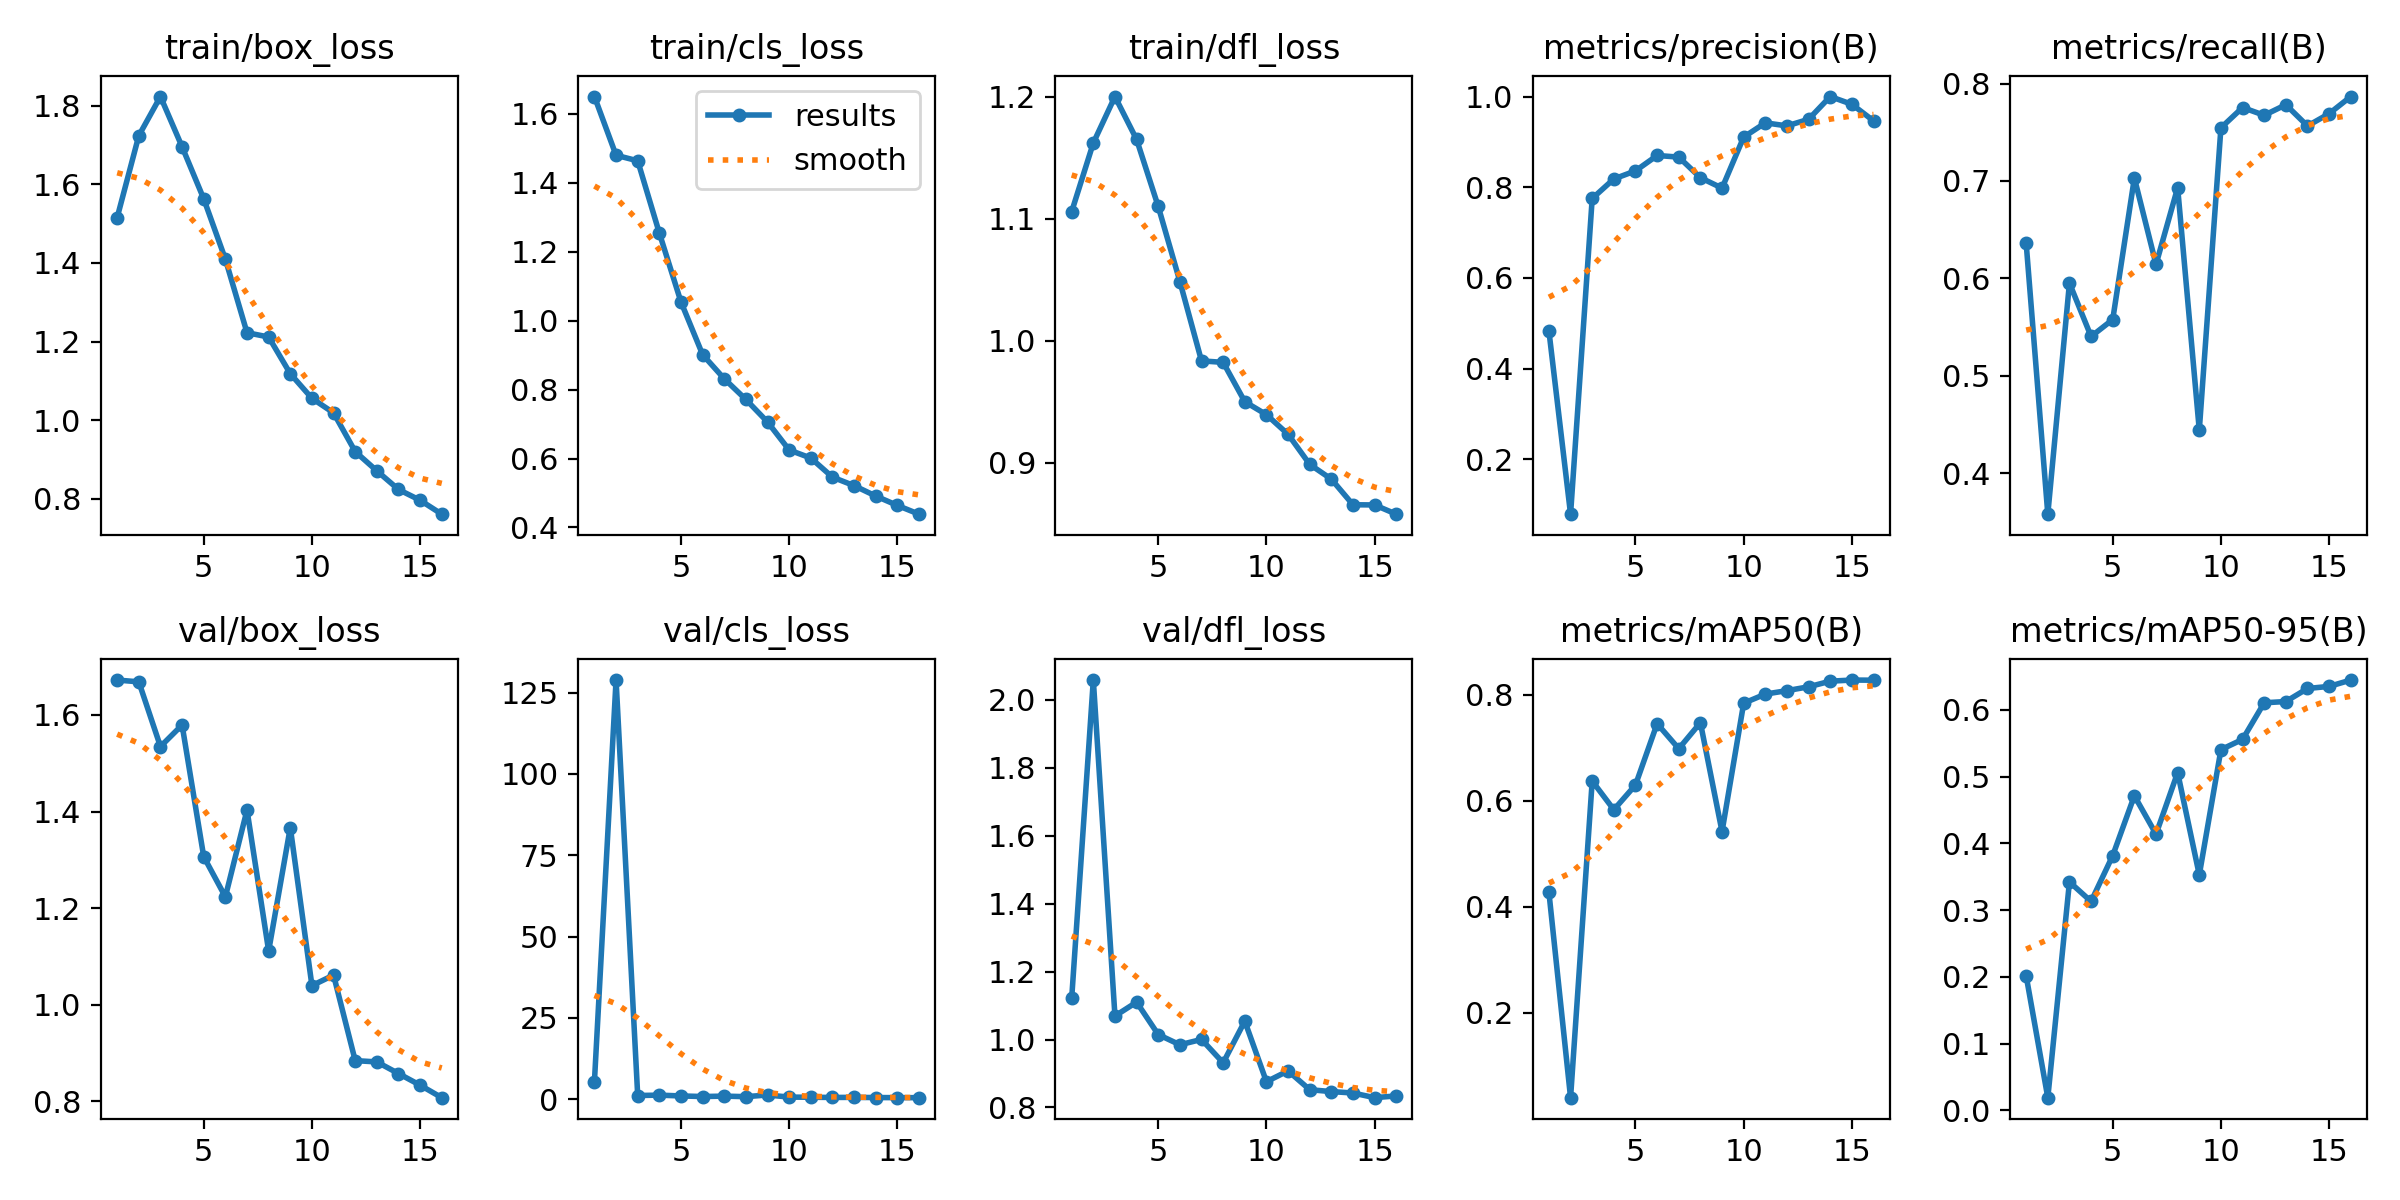 train/box_loss
train/cls_loss
train/dfl_loss
metrics/precision(B)
metrics/recall(B)
1.8
1.6
1.4
1.2
1.0
0.8
5 10 15
1.6
1.4
1.2
1.0
0.8
0.6
0.4
5 10 15
results
smooth
1.2
1.1
1.0
0.9
5 10 15
1.0
0.8
0.6
0.4
0.2
5 10 15
0.8
0.7
0.6
0.5
0.4
5 10 15
val/box_loss
val/cls_loss
val/dfl_loss
metrics/mAP50(B)
metrics/mAP50-95(B)
1.6
1.4
1.2
1.0
0.8
5 10 15
125
100
75
50
25
0
5 10 15
2.0
1.8
1.6
1.4
1.2
1.0
0.8
5 10 15
0.8
0.6
0.4
0.2
5 10 15
0.6
0.5
0.4
0.3
0.2
0.1
0.0
5 10 15